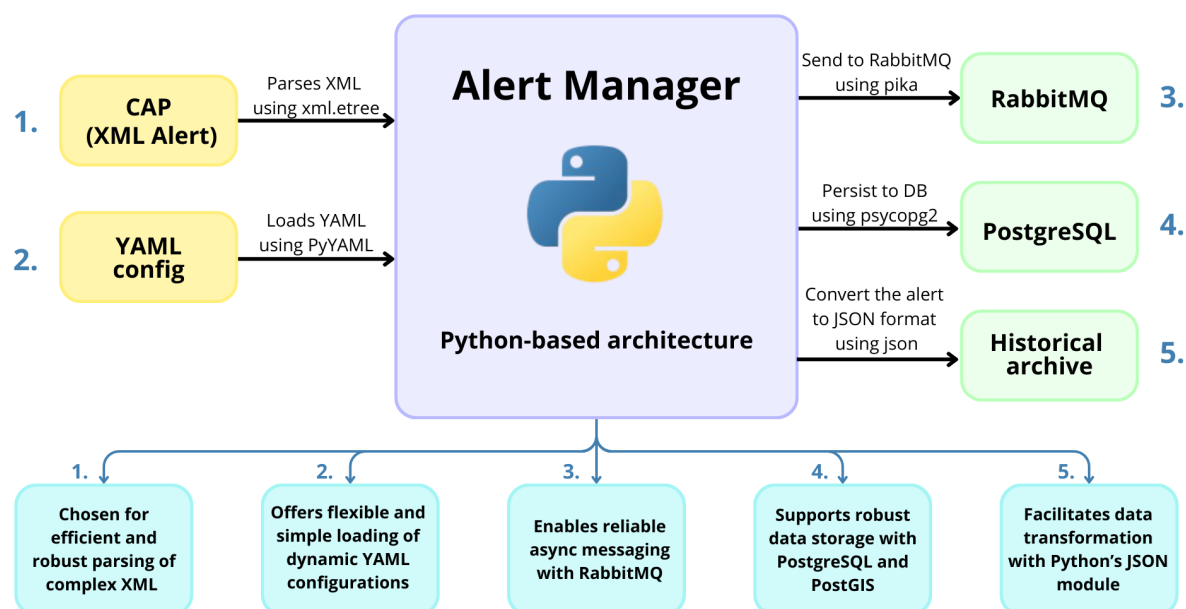 Alert Manager
Python-based architecture
1.
CAP
(XML Alert)
Parses XML
using xml.etree
2.
YAML
config
Loads YAML
using PyYAML
Send to RabbitMQ
using pika
RabbitMQ
3.
Persist to DB
using psycopg2
PostgreSQL
4.
Convert the alert
to JSON format
using json
Historical
archive
5.
1.
Chosen for
efficient and
robust parsing of
complex XML
2.
Offers flexible and
simple loading of
dynamic YAML
configurations
3.
Enables reliable
async messaging
with RabbitMQ
4.
Supports robust
data storage with
PostgreSQL and
PostGIS
5.
Facilitates data
transformation
with Python’s JSON
module